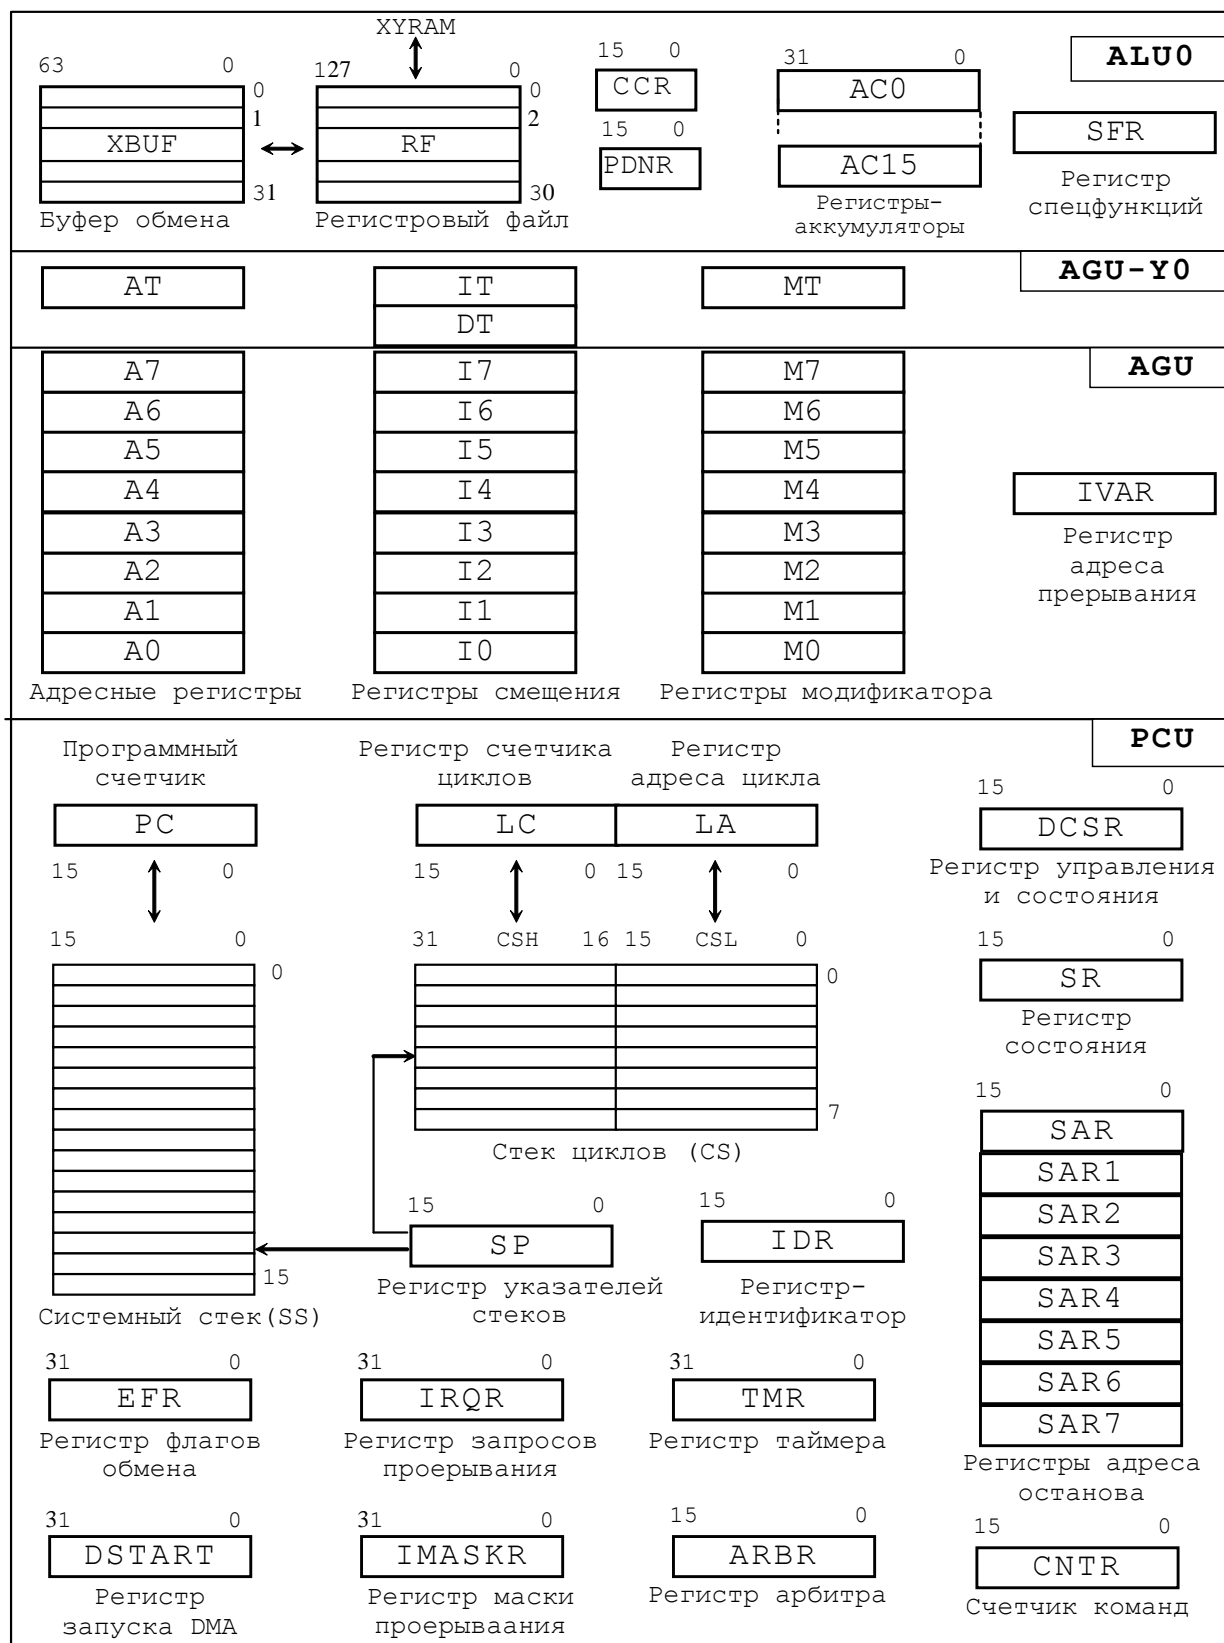 XYRAM
ALU0
63 0
127 0
15 0
31 0
0
1
XBUF
31
Буфер обмена
0
2
RF
30
Регистровый файл
CCR
15 0
PDNR
AC0
AC15
Регистры-
аккумуляторы
SFR
Регистр
спецфункций
AGU-Y0
AT IT MT
DT
AGU
A7 I7 M7
A6 I6 M6
A5 I5 M5
A4 I4 M4
A3 I3 M3
A2 I2 M2
A1 I1 M1
A0 I0 M0
Адресные регистры
Регистры смещения
Регистры модификатора
IVAR
Регистр
адреса
прерывания
PCU
Программный
счетчик
PC
15 0
15 0
0
15
Системный стек(SS)
Регистр счетчика
циклов
LC
15 0
Регистр
адреса цикла
LA
15 0
31 CSH 16 15 CSL 0
0
7
Стек циклов (CS)
15 0
SP
Регистр указателей
стеков
15 0
IDR
Регистр-
идентификатор
15 0
DCSR
Регистр управления
и состояния
15 0
SR
Регистр
состояния
15 0
SAR
SAR1
SAR2
SAR3
SAR4
SAR5
SAR6
SAR7
Регистры адреса
останова
31 0
EFR
Регистр флагов
обмена
31 0
IRQR
Регистр запросов
проерывания
31 0
TMR
Регистр таймера
31 0
DSTART
Регистр
запуска DMA
31 0
IMASKR
Регистр маски
проерываания
15 0
ARBR
Регистр арбитра
15 0
CNTR
Счетчик команд